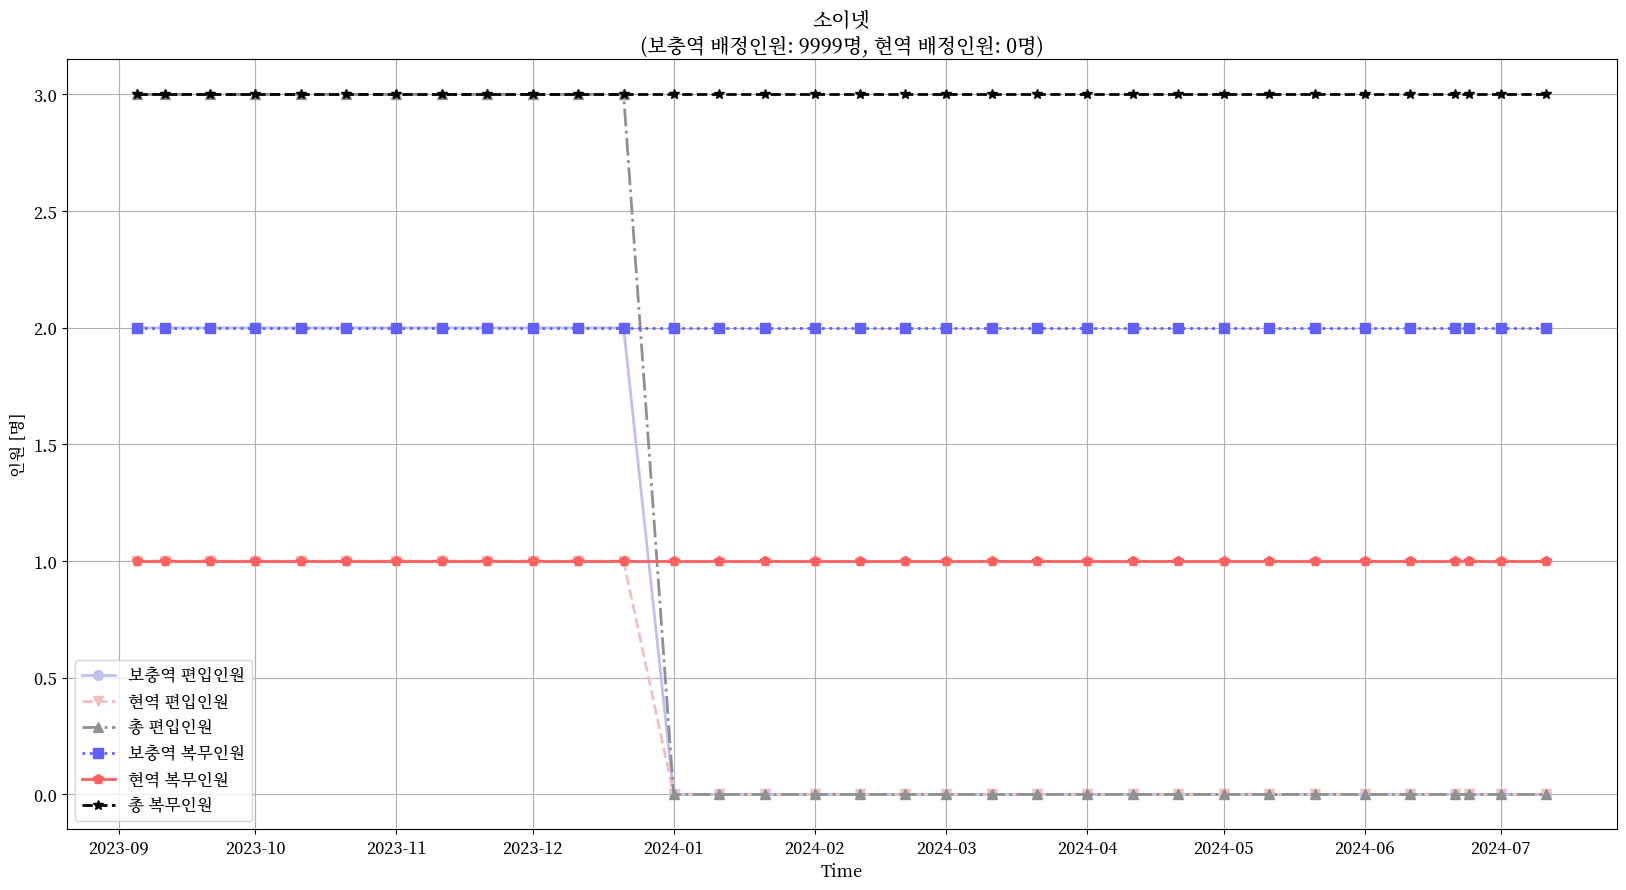 소이넷
(보충역 배정인원: 9999명, 현역 배정인원: 0명)
3.0
2.5
2.0
1.5
1.0
0.5
0.0
인원 [명]
보충역 편입인원
현역 편입인원
총 편입인원
보충역 복무인원
현역 복무인원
총 복무인원
2023-09 2023-10 2023-11 2023-12 2024-01 2024-02 2024-03 2024-04 2024-05 2024-06 2024-07
Time